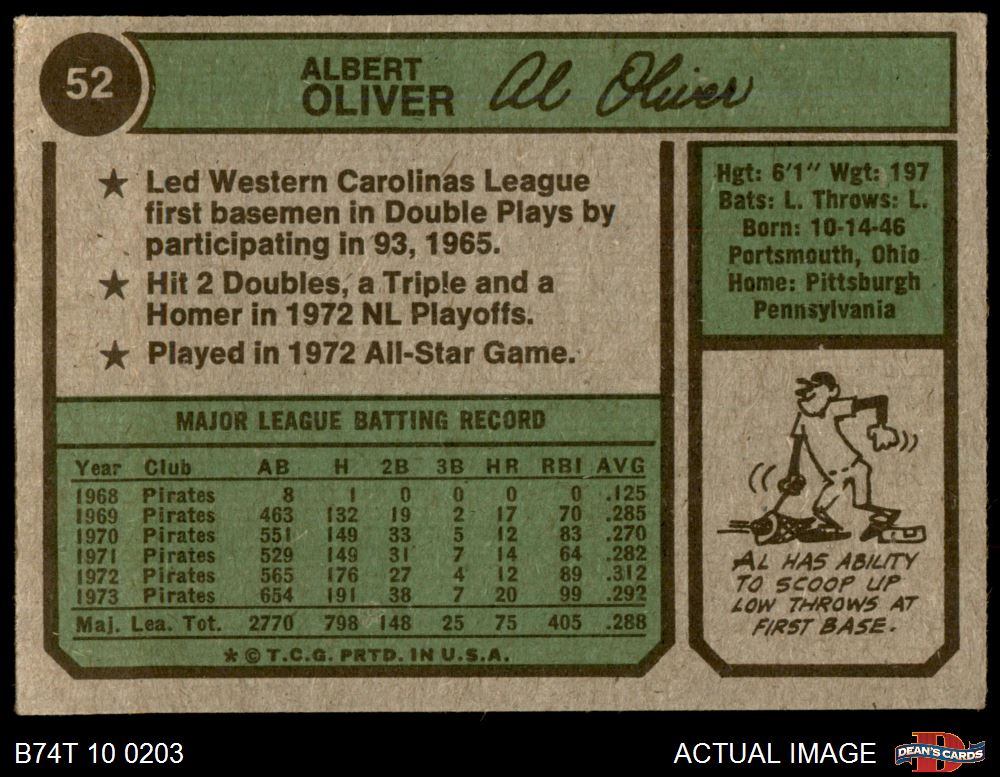 52
ALBERT
OLIVER
Al Oliver
★ Led Western Carolinas League
first basemen in Double Plays by
participating in 93, 1965.
★ Hit 2 Doubles, a Triple and a
Homer in 1972 NL Playoffs.
★ Played in 1972 All-Star Game.
Hgt: 6'1" Wgt: 197
Bats: L. Throws: L.
Born: 10-14-46
Portsmouth, Ohio
Home: Pittsburgh
Pennsylvania
MAJOR LEAGUE BATTING RECORD
Year Club AB H 2B 3B HR RBI AVG
1968 Pirates 8 1 0 0 0 0 .125
1969 Pirates 463 132 19 2 17 70 .285
1970 Pirates 551 149 33 5 12 83 .270
1971 Pirates 529 149 31 7 14 64 .282
1972 Pirates 565 176 27 4 12 89 .312
1973 Pirates 654 191 38 7 20 99 .292
Maj. Lea. Tot. 2770 798 148 25 75 405 .288
* © T.C.G. PRTD. IN U.S.A.
AL HAS ABILITY
TO SCOOP UP
LOW THROWS AT
FIRST BASE.
B74T 10 0203
ACTUAL IMAGE
D
DEAN'S CARDS